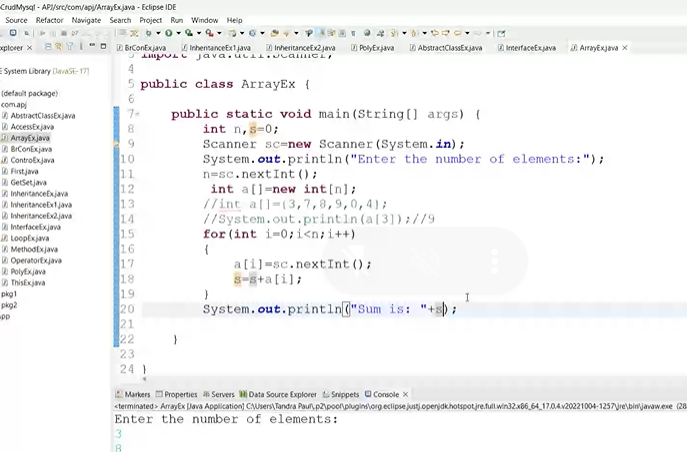 CrudMysql - API/src/com/apj/ArrayEx.java - Eclipse IDE
Source Refactor Navigate Search Project Run Window Help
Explorer BrConEx.java InheritanceEx1.java InheritanceEx2.java PolyEx.java AbstractClassEx.java InterfaceEx.java ArrayEx.java
E System Library [JavaSE-17]
(default package)
com.apj
AbstractClassEx.java
AccessEx.java
ArrayEx.java
BrConEx.java
ControlEx.java
First.java
GetSet.java
InheritanceEx.java
InheritanceEx1.java
InheritanceEx2.java
InterfaceEx.java
LoopEx.java
MethodEx.java
OperatorEx.java
PolyEx.java
ThisEx.java
pkg1
pkg2
pp
3 import java.util.Scanner;
4
5 public class ArrayEx {
6
7 public static void main(String[] args) {
8 int n,s=0;
9 Scanner sc=new Scanner(System.in);
10 System.out.println("Enter the number of elements:");
11 n=sc.nextInt();
12 int a[]=new int[n];
13 //int a[]={3,7,8,9,0,4};
14 //System.out.println(a[3]);//9
15 for(int i=0;i<n;i++)
16 {
17 a[i]=sc.nextInt();
18 s=s+a[i];
19 }
20 System.out.println("Sum is: "+s);
21
22 }
23
24 }
Markers Properties Servers Data Source Explorer Snippets Console
<terminated> ArrayEx [Java Application] C:\Users\Tandra Paul\.p2\pool\plugins\org.eclipse.justj.openjdk.hotspot.jre.full.win32.x86_64_17.0.4.v20221004-1257\jre\bin\javaw.exe (28
Enter the number of elements:
3
8